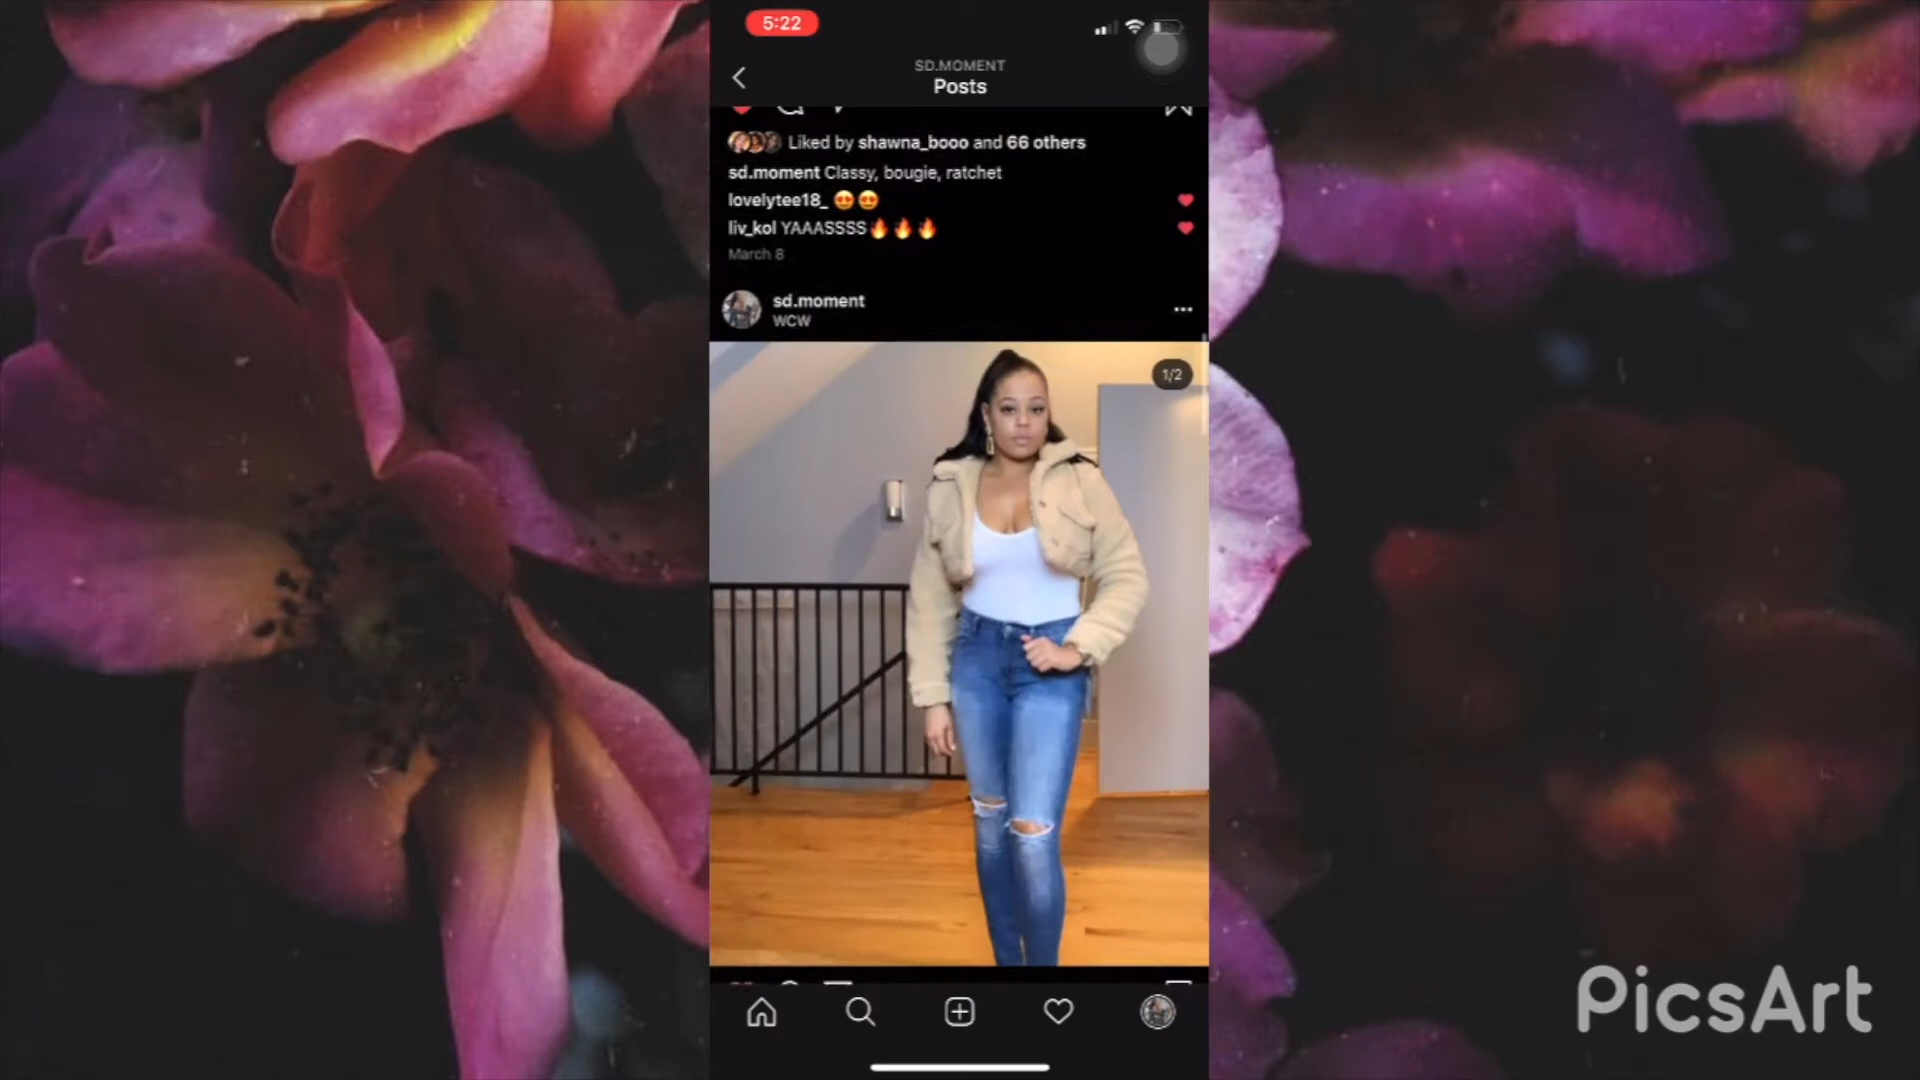 5:22
SD.MOMENT
Posts
Liked by shawna_booo and 66 others
sd.moment Classy, bougie, ratchet
lovelytee18_ 😍😍
liv_kol YAAASSSS🔥🔥🔥
March 8
sd.moment
WCW
1/2
PicsArt